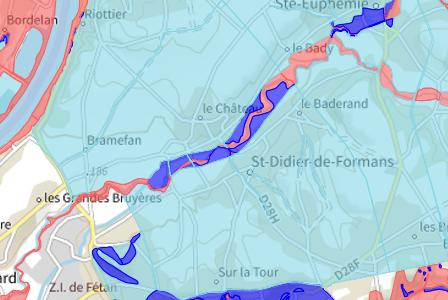 Ste-Euphémie
Riottier
Bordelan
le Bady
le Château
le Baderand
Bramefan
St-Didier-de-Formans
les Grandes Bruyères
D28H
D28F
Sur la Tour
Z.I. de Fétan